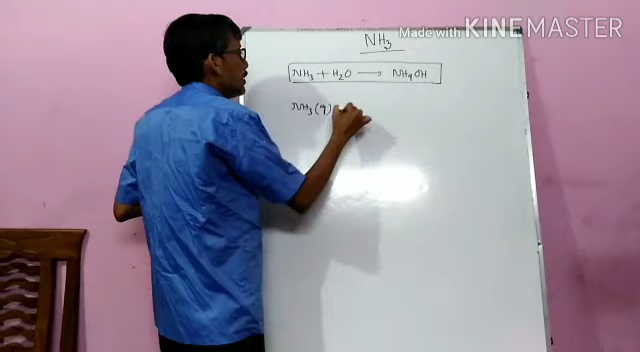 Made with KINEMASTER
NH3
NH3 + H2O → NH4OH
NH3(g)